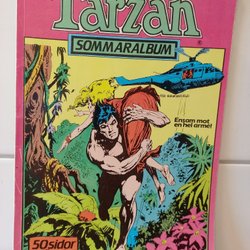 Tarzan
SOMMARALBUM
Ensam mot
en hel armé!
50 sidor